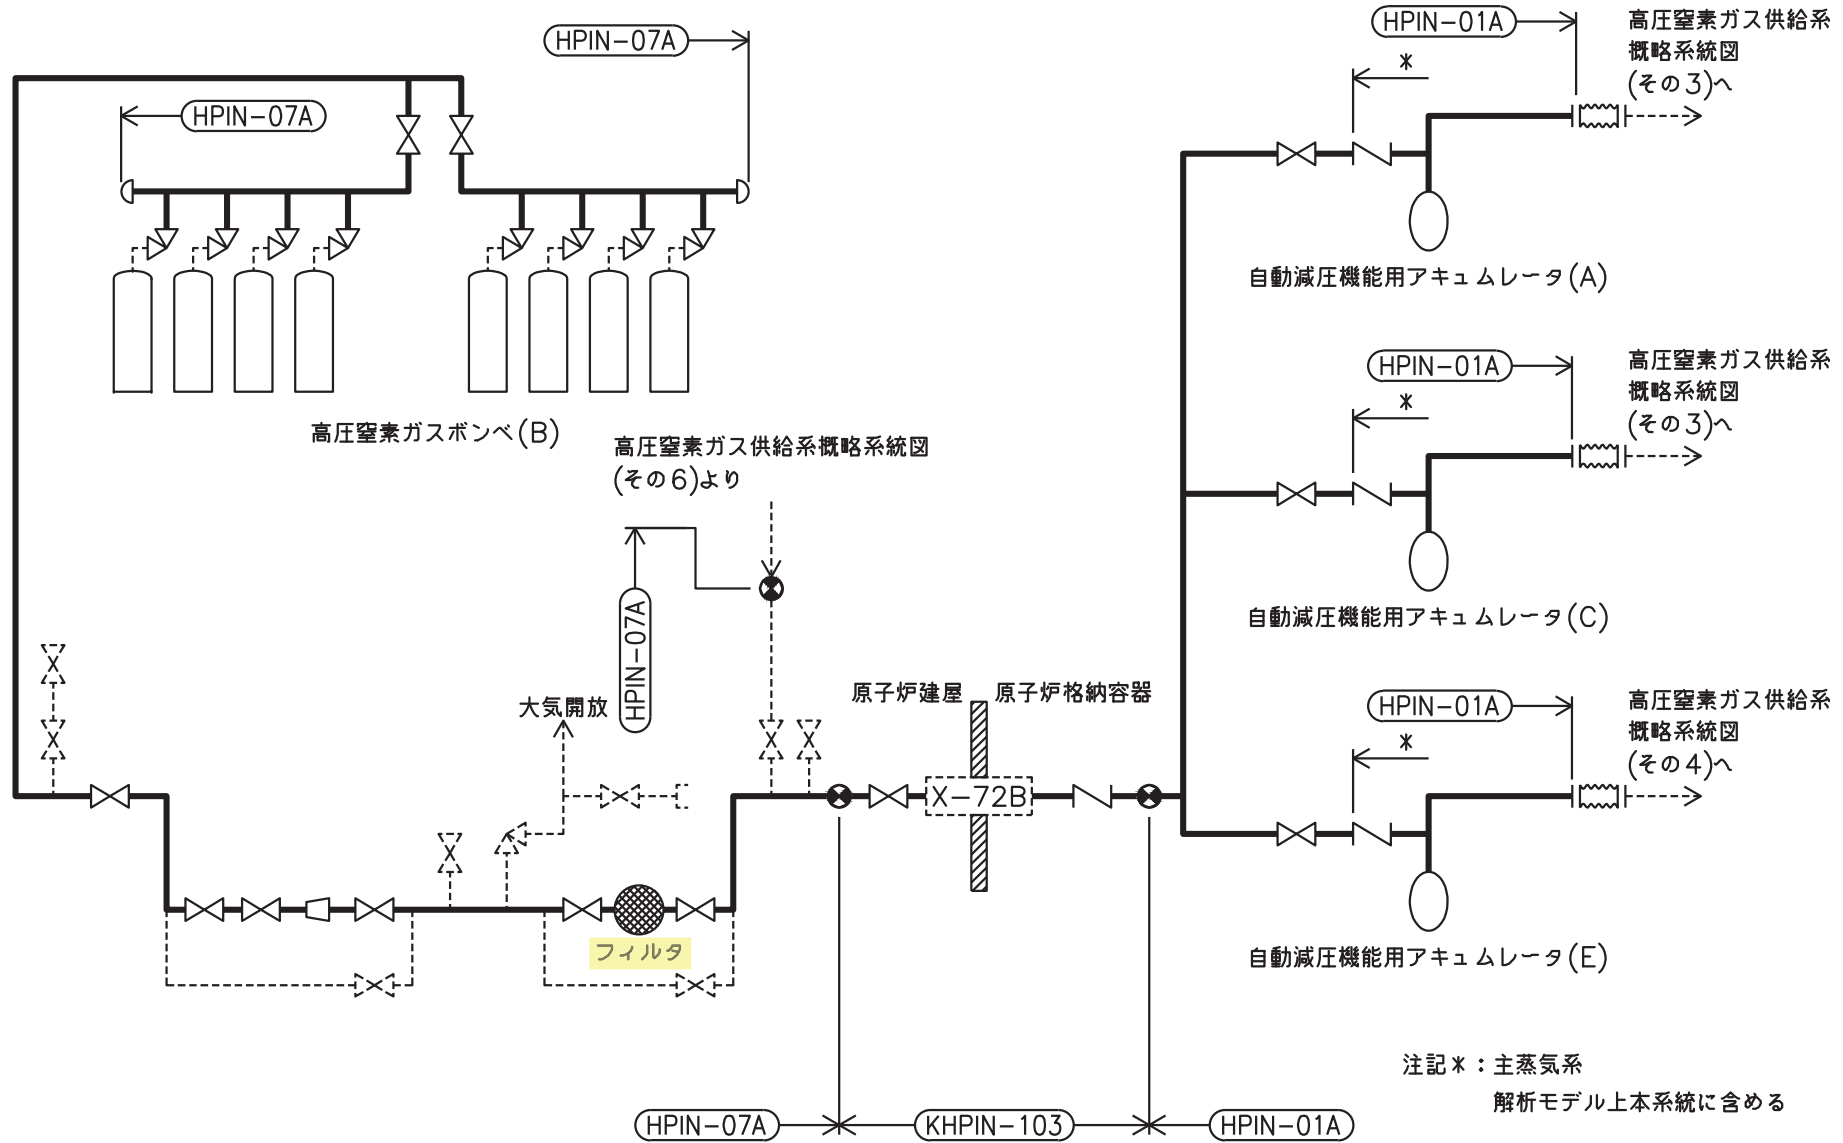 HPIN-07A
HPIN-07A
高圧窒素ガスボンベ(B)
高圧窒素ガス供給系概略系統図
(その6)より
HPIN-07A
大気開放
フィルタ
原子炉建屋
原子炉格納容器
X-72B
HPIN-01A
*
高圧窒素ガス供給系
概略系統図
(その3)へ
自動減圧機能用アキュムレータ(A)
HPIN-01A
*
高圧窒素ガス供給系
概略系統図
(その3)へ
自動減圧機能用アキュムレータ(C)
HPIN-01A
*
高圧窒素ガス供給系
概略系統図
(その4)へ
自動減圧機能用アキュムレータ(E)
注記*:主蒸気系
解析モデル上本系統に含める
HPIN-07A
KHPIN-103
HPIN-01A